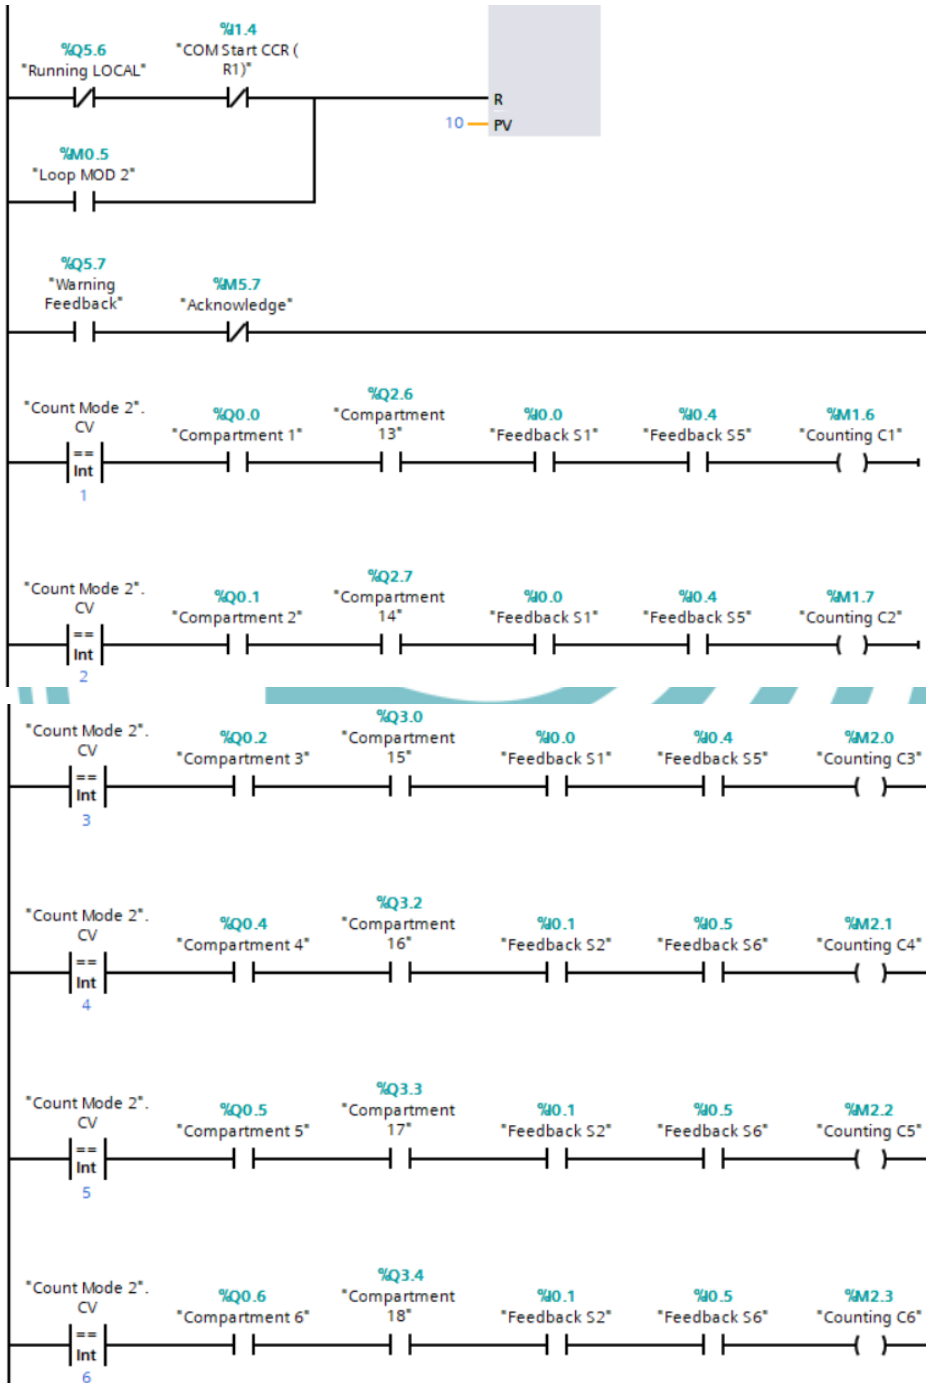 %Q5.6
"Running LOCAL"
%I1.4
"COM Start CCR (
R1)"
R
10
PV
%M0.5
"Loop MOD 2"
%Q5.7
"Warning
Feedback"
%M5.7
"Acknowledge"
"Count Mode 2".
CV
==
Int
1
%Q0.0
"Compartment 1"
%Q2.6
"Compartment
13"
%I0.0
"Feedback S1"
%I0.4
"Feedback S5"
%M1.6
"Counting C1"
"Count Mode 2".
CV
==
Int
2
%Q0.1
"Compartment 2"
%Q2.7
"Compartment
14"
%I0.0
"Feedback S1"
%I0.4
"Feedback S5"
%M1.7
"Counting C2"
"Count Mode 2".
CV
==
Int
3
%Q0.2
"Compartment 3"
%Q3.0
"Compartment
15"
%I0.0
"Feedback S1"
%I0.4
"Feedback S5"
%M2.0
"Counting C3"
"Count Mode 2".
CV
==
Int
4
%Q0.4
"Compartment 4"
%Q3.2
"Compartment
16"
%I0.1
"Feedback S2"
%I0.5
"Feedback S6"
%M2.1
"Counting C4"
"Count Mode 2".
CV
==
Int
5
%Q0.5
"Compartment 5"
%Q3.3
"Compartment
17"
%I0.1
"Feedback S2"
%I0.5
"Feedback S6"
%M2.2
"Counting C5"
"Count Mode 2".
CV
==
Int
6
%Q0.6
"Compartment 6"
%Q3.4
"Compartment
18"
%I0.1
"Feedback S2"
%I0.5
"Feedback S6"
%M2.3
"Counting C6"